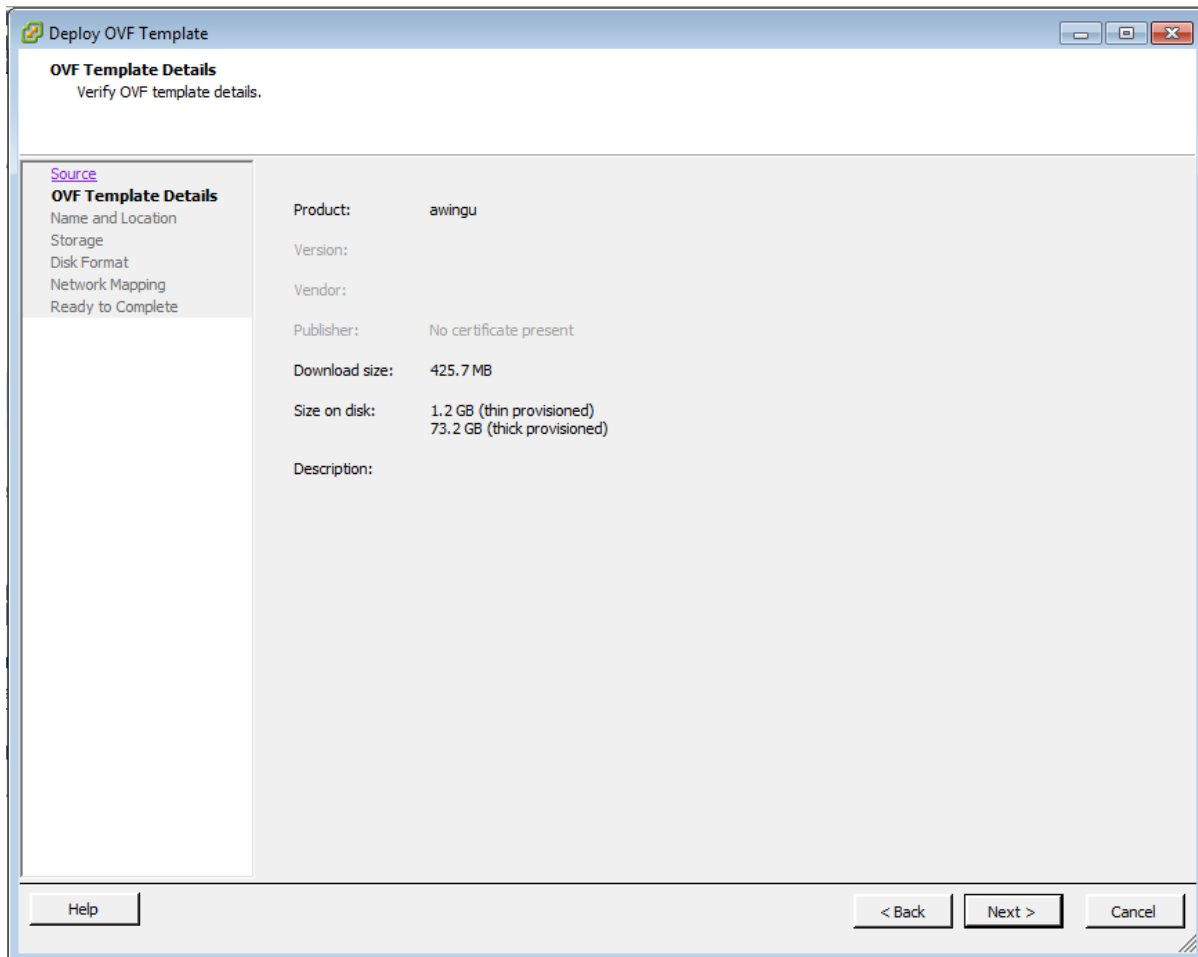 Deploy OVF Template
OVF Template Details
Verify OVF template details.
Source
OVF Template Details
Name and Location
Storage
Disk Format
Network Mapping
Ready to Complete
Product: awingu
Version:
Vendor:
Publisher: No certificate present
Download size: 425.7 MB
Size on disk: 1.2 GB (thin provisioned)
73.2 GB (thick provisioned)
Description:
Help
< Back
Next >
Cancel